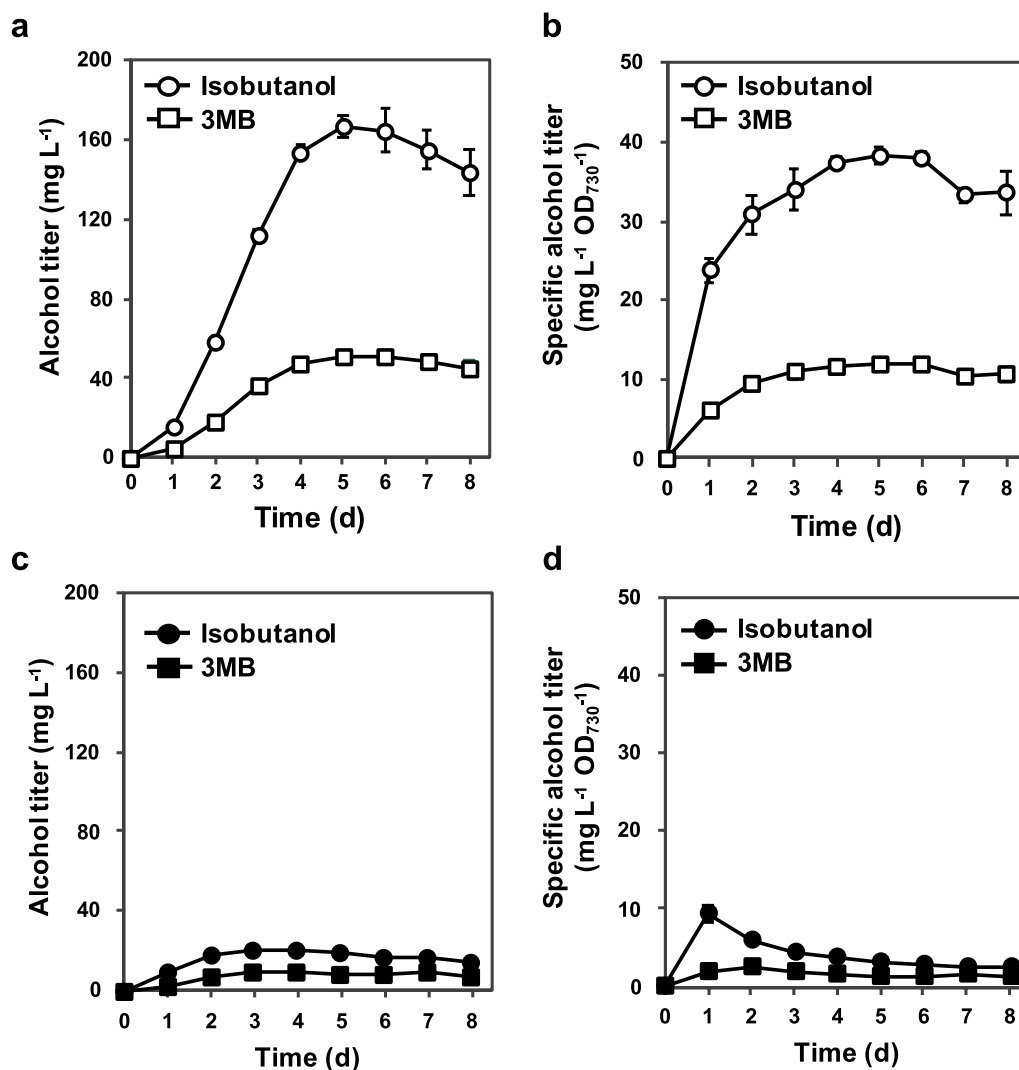 a
200
160
120
80
40
0
Alcohol titer (mg L⁻¹)
Isobutanol
3MB
0 1 2 3 4 5 6 7 8
Time (d)
b
50
40
30
20
10
0
Specific alcohol titer
(mg L⁻¹ OD₇₃₀⁻¹)
Isobutanol
3MB
0 1 2 3 4 5 6 7 8
Time (d)
c
200
160
120
80
40
0
Alcohol titer (mg L⁻¹)
Isobutanol
3MB
0 1 2 3 4 5 6 7 8
Time (d)
d
50
40
30
20
10
0
Specific alcohol titer
(mg L⁻¹ OD₇₃₀⁻¹)
Isobutanol
3MB
0 1 2 3 4 5 6 7 8
Time (d)